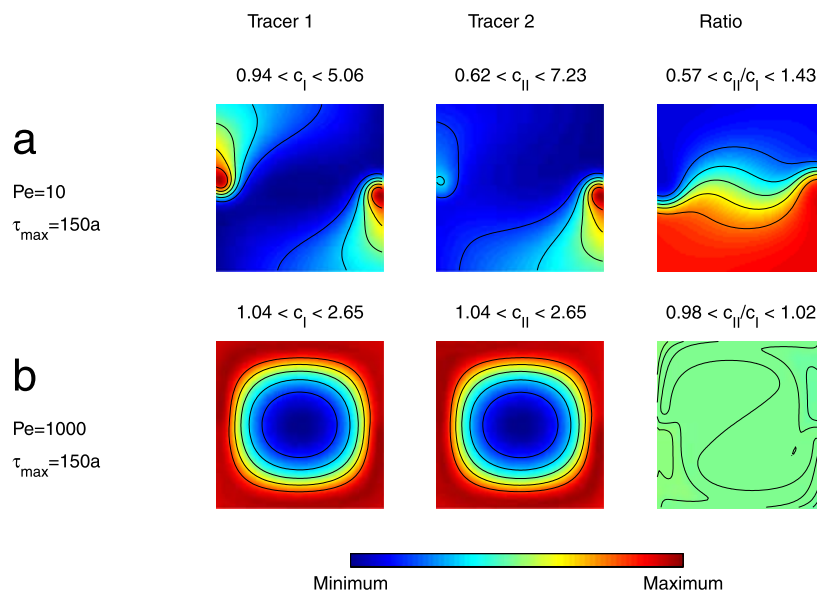 Tracer 1 Tracer 2 Ratio
0.94 < c_I < 5.06 0.62 < c_II < 7.23 0.57 < c_II/c_I < 1.43
a
Pe=10
τ_max=150a
1.04 < c_I < 2.65 1.04 < c_II < 2.65 0.98 < c_II/c_I < 1.02
b
Pe=1000
τ_max=150a
Minimum Maximum